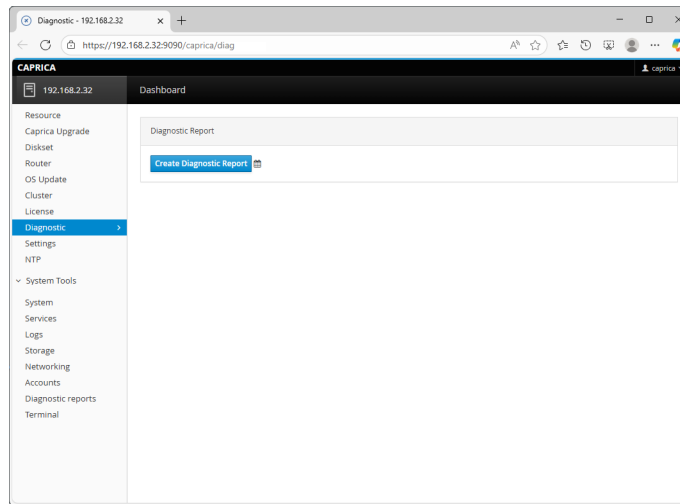 Diagnostic - 192.168.2.32
https://192.168.2.32:9090/caprica/diag
CAPRICA
caprica
192.168.2.32
Dashboard
Resource
Caprica Upgrade
Diskset
Router
OS Update
Cluster
License
Diagnostic
Settings
NTP
System Tools
System
Services
Logs
Storage
Networking
Accounts
Diagnostic reports
Terminal
Diagnostic Report
Create Diagnostic Report